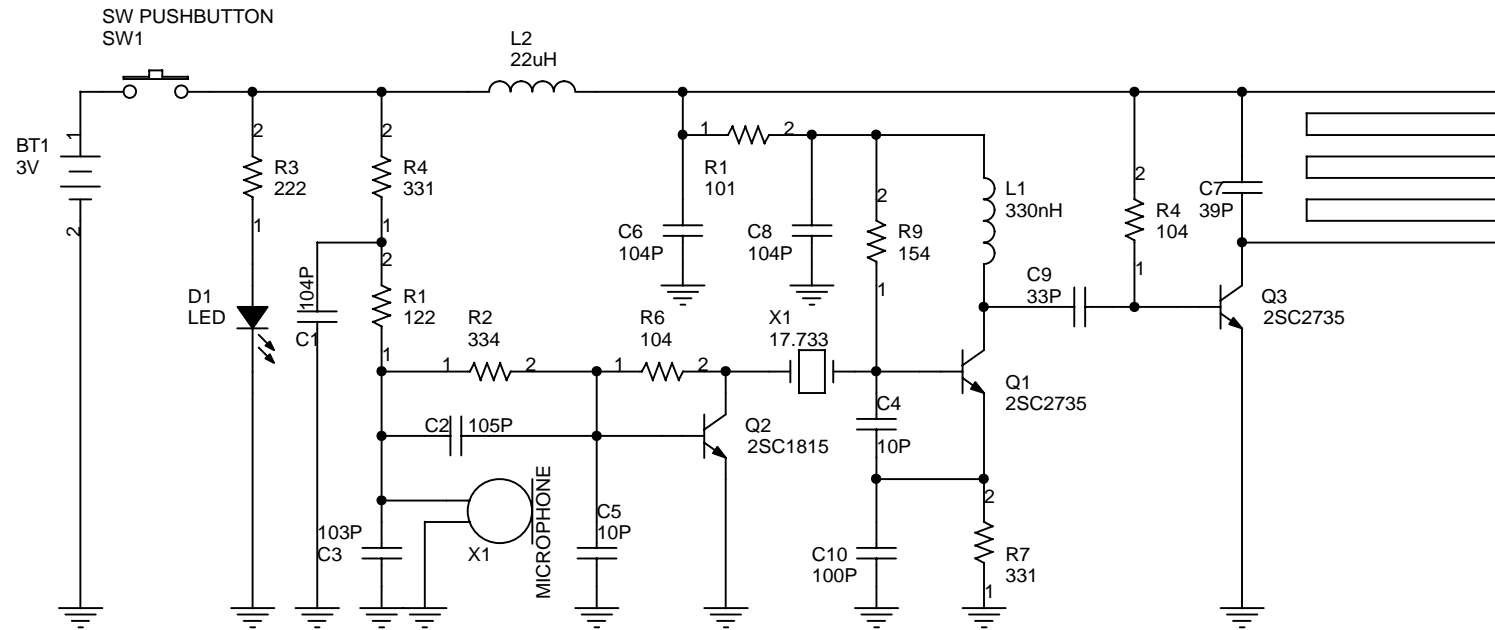 SW PUSHBUTTON
SW1
L2
22uH
BT1
3V
1
2
2
R3
222
1
2
R4
331
1
1
2
R1
101
L1
330nH
2
R9
154
1
2
R4
104
1
C7
39P
C6
104P
C8
104P
C9
33P
Q3
2SC2735
D1
LED
104P
C1
2
R1
122
1
R2
334
1
2
R6
104
1
2
X1
17.733
Q1
2SC2735
C4
10P
C2
105P
Q2
2SC1815
MICROPHONE
X1
103P
C3
C5
10P
C10
100P
2
R7
331
1